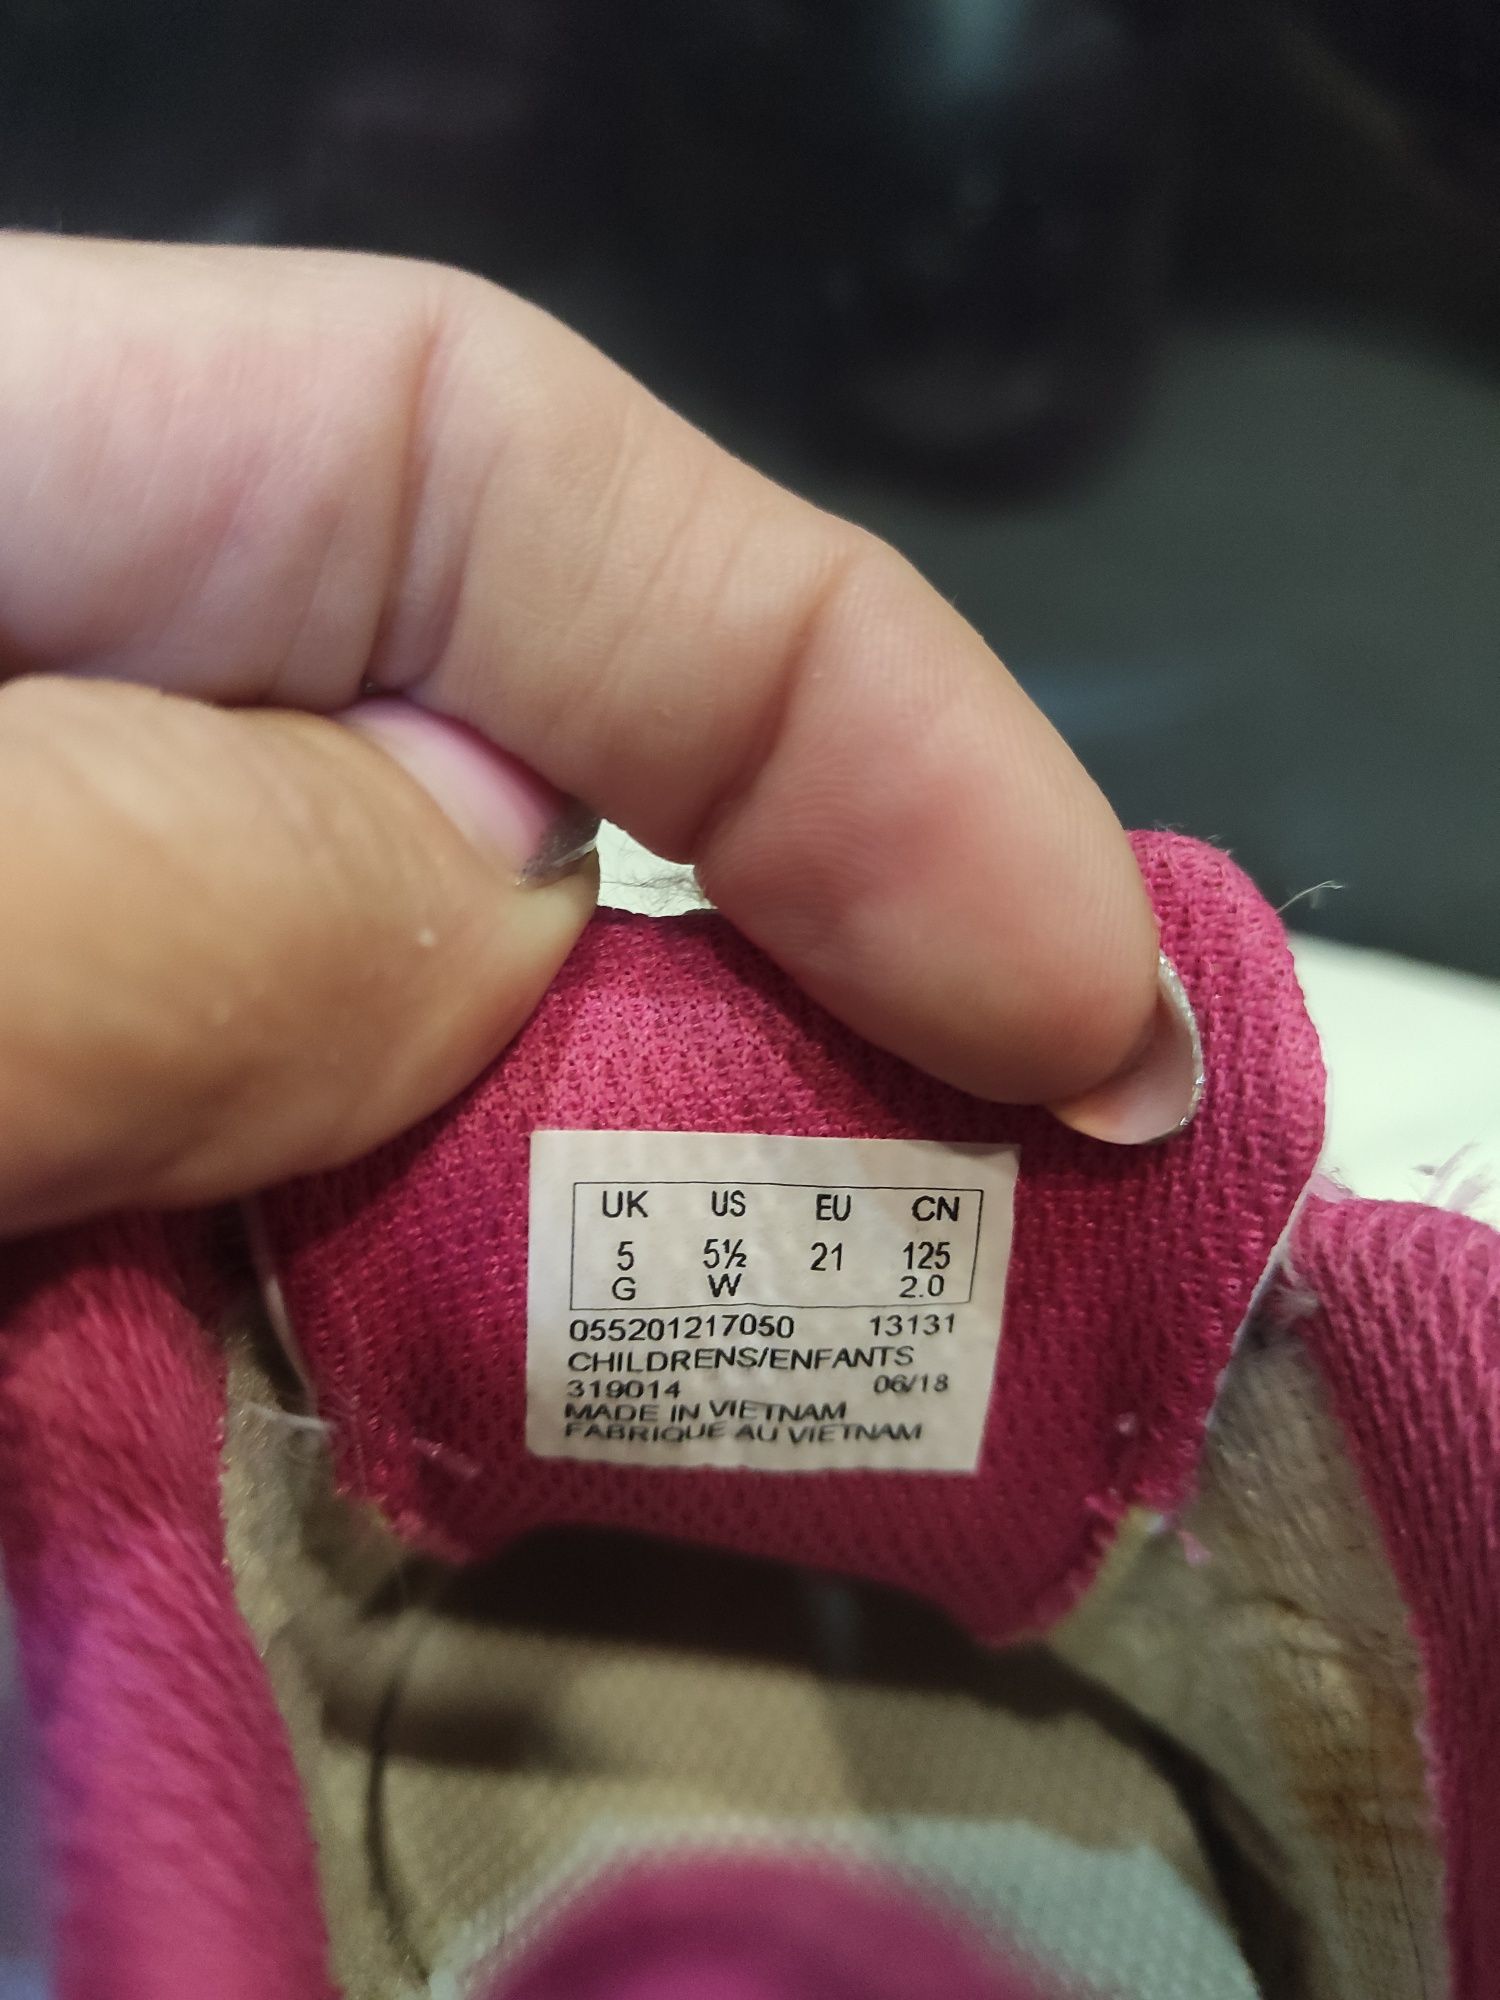 UK US EU CN
5 5½ 21 125
G W 2.0
055201217050 13131
CHILDRENS/ENFANTS
319014 06/18
MADE IN VIETNAM
FABRIQUE AU VIETNAM